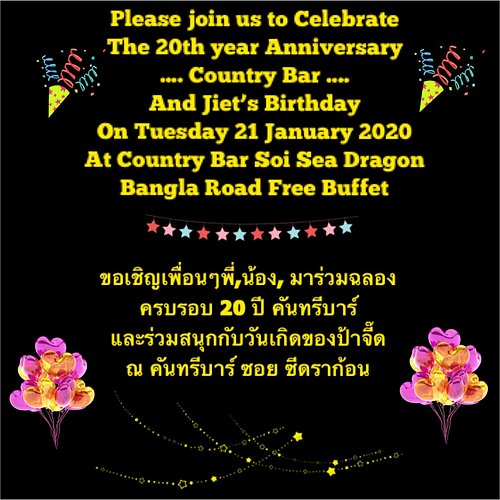 Please join us to Celebrate
The 20th year Anniversary
.... Country Bar ....
And Jiet's Birthday
On Tuesday 21 January 2020
At Country Bar Soi Sea Dragon
Bangla Road Free Buffet
ขอเชิญเพื่อนๆพี่,น้อง, มาร่วมฉลอง
ครบรอบ 20 ปี คันทรีบาร์
และร่วมสนุกกับวันเกิดของป้าจี๊ด
ณ คันทรีบาร์ ซอย ซีดราก้อน